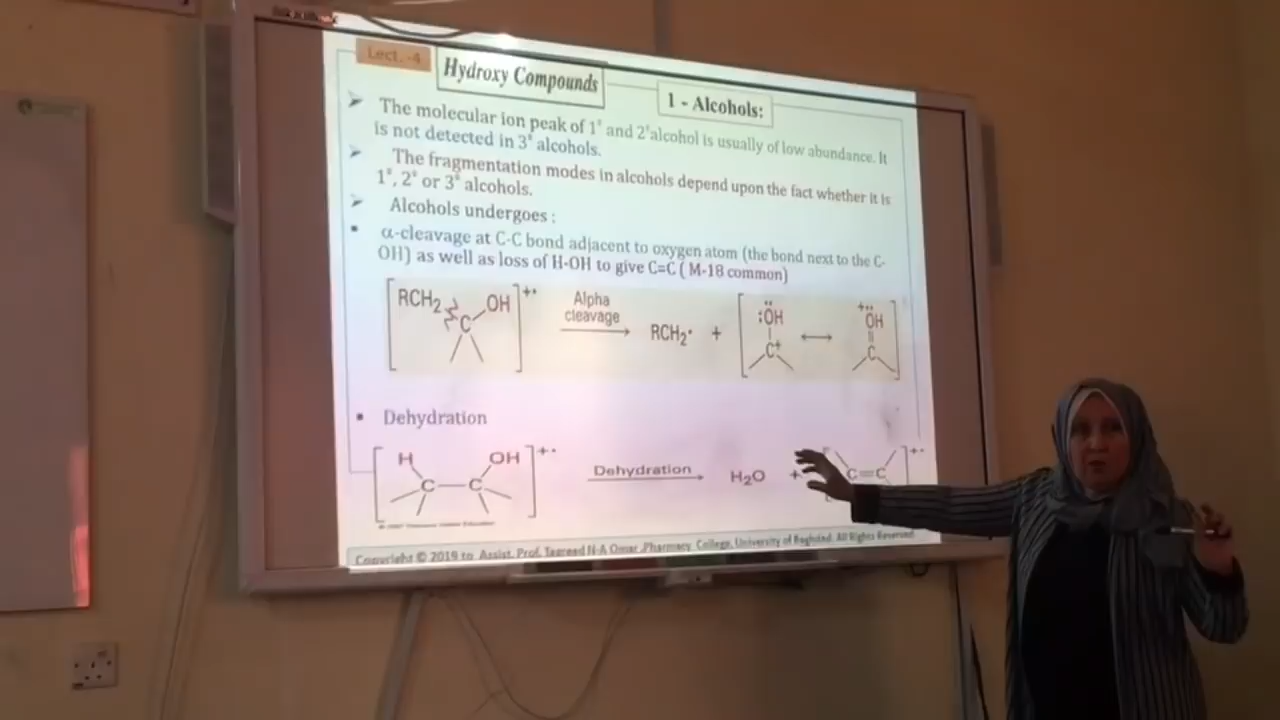 Lect. -4
Hydroxy Compounds
1 - Alcohols:
➤ The molecular ion peak of 1° and 2° alcohol is usually of low abundance. It
is not detected in 3° alcohols.
➤ The fragmentation modes in alcohols depend upon the fact whether it is
1°, 2° or 3° alcohols.
➤ Alcohols undergoes :
▪ α-cleavage at C-C bond adjacent to oxygen atom (the bond next to the C-
OH) as well as loss of H-OH to give C=C ( M-18 common)
RCH₂ C OH +•
Alpha
cleavage
RCH₂• + :ÖH C+ ↔ +ÖH C
▪ Dehydration
H OH C—C +•
Dehydration
H₂O + C=C +•
Copyright © 2019 to Assist. Prof. Tagreed N-A Omar ,Pharmacy College, University of Baghdad. All Rights Reserved